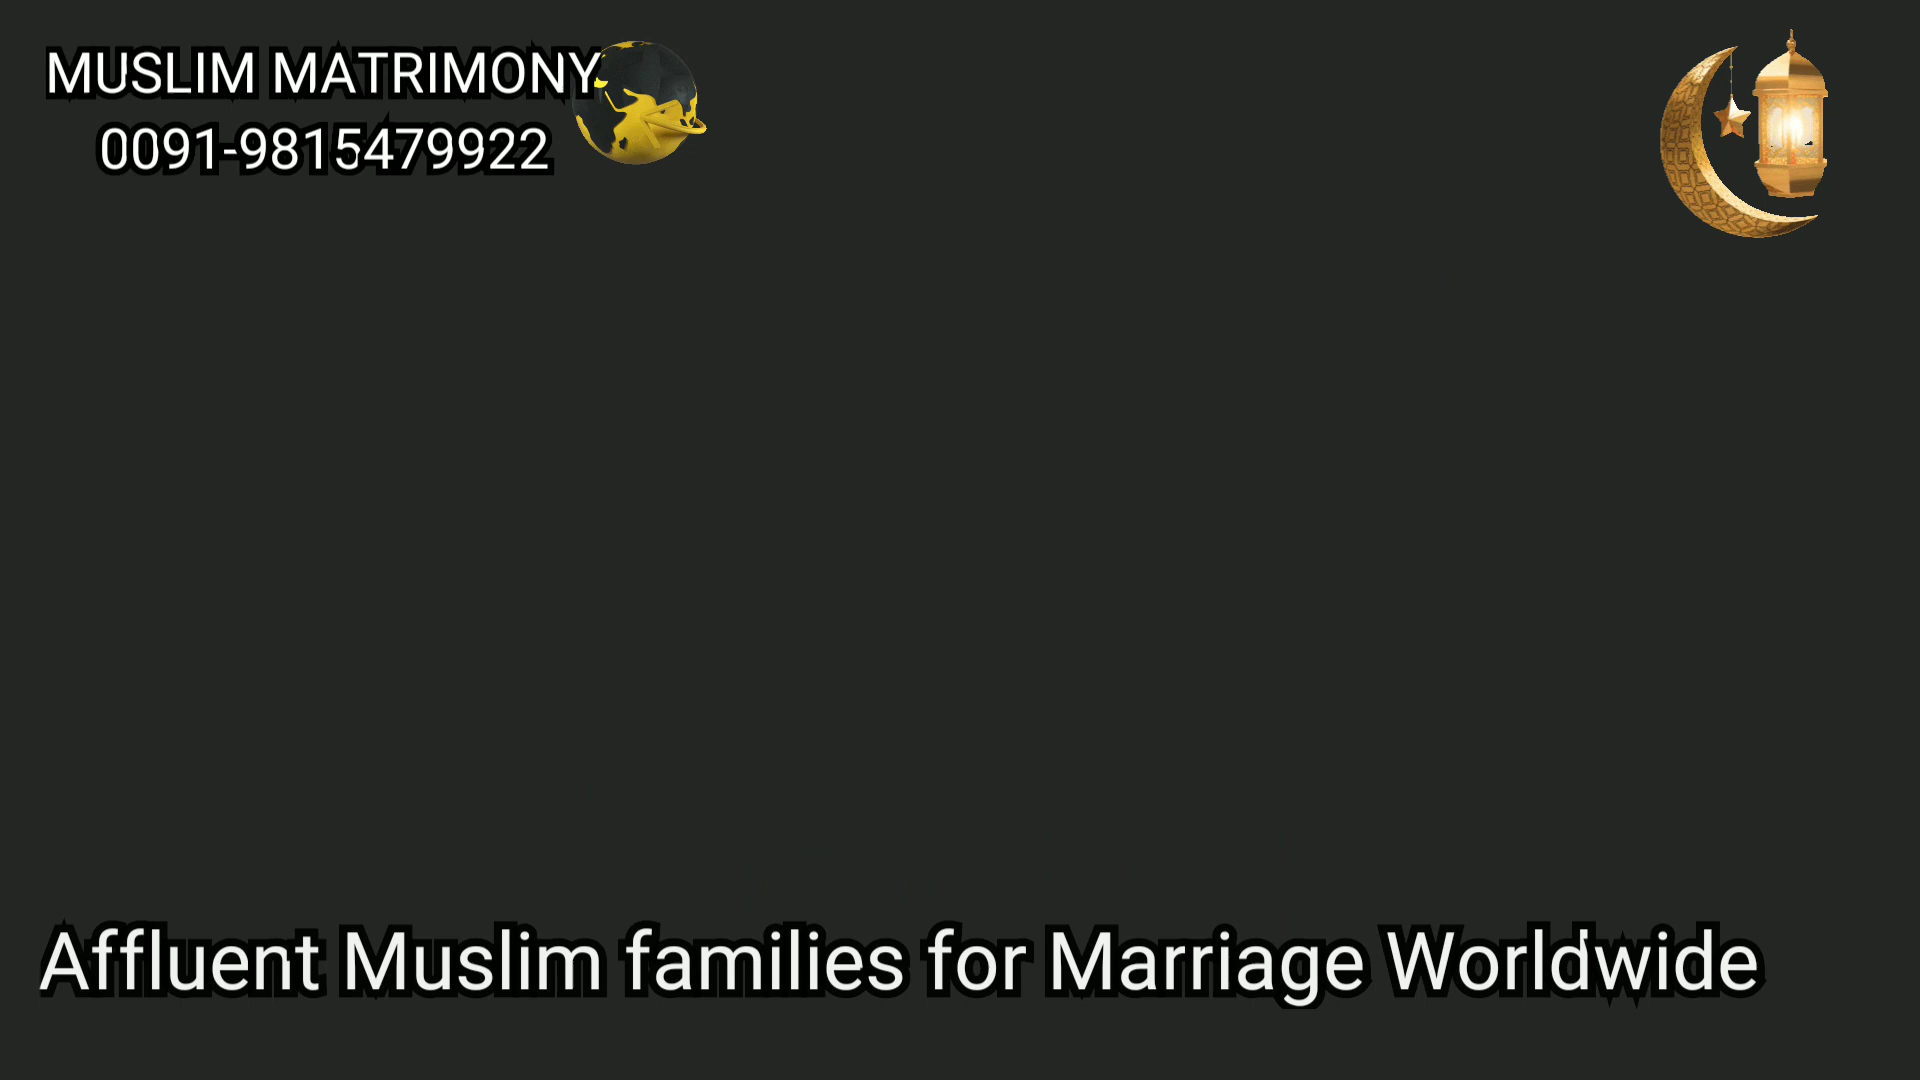 MUSLIM MATRIMONY
0091-9815479922
Affluent Muslim families for Marriage Worldwide